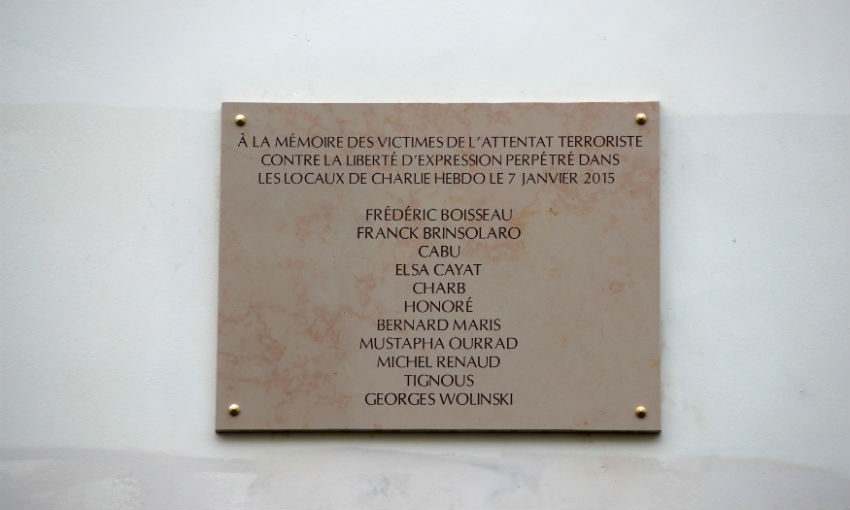 À LA MÉMOIRE DES VICTIMES DE L'ATTENTAT TERRORISTE
CONTRE LA LIBERTÉ D'EXPRESSION PERPÉTRÉ DANS
LES LOCAUX DE CHARLIE HEBDO LE 7 JANVIER 2015
FRÉDÉRIC BOISSEAU
FRANCK BRINSOLARO
CABU
ELSA CAYAT
CHARB
HONORÉ
BERNARD MARIS
MUSTAPHA OURRAD
MICHEL RENAUD
TIGNOUS
GEORGES WOLINSKI